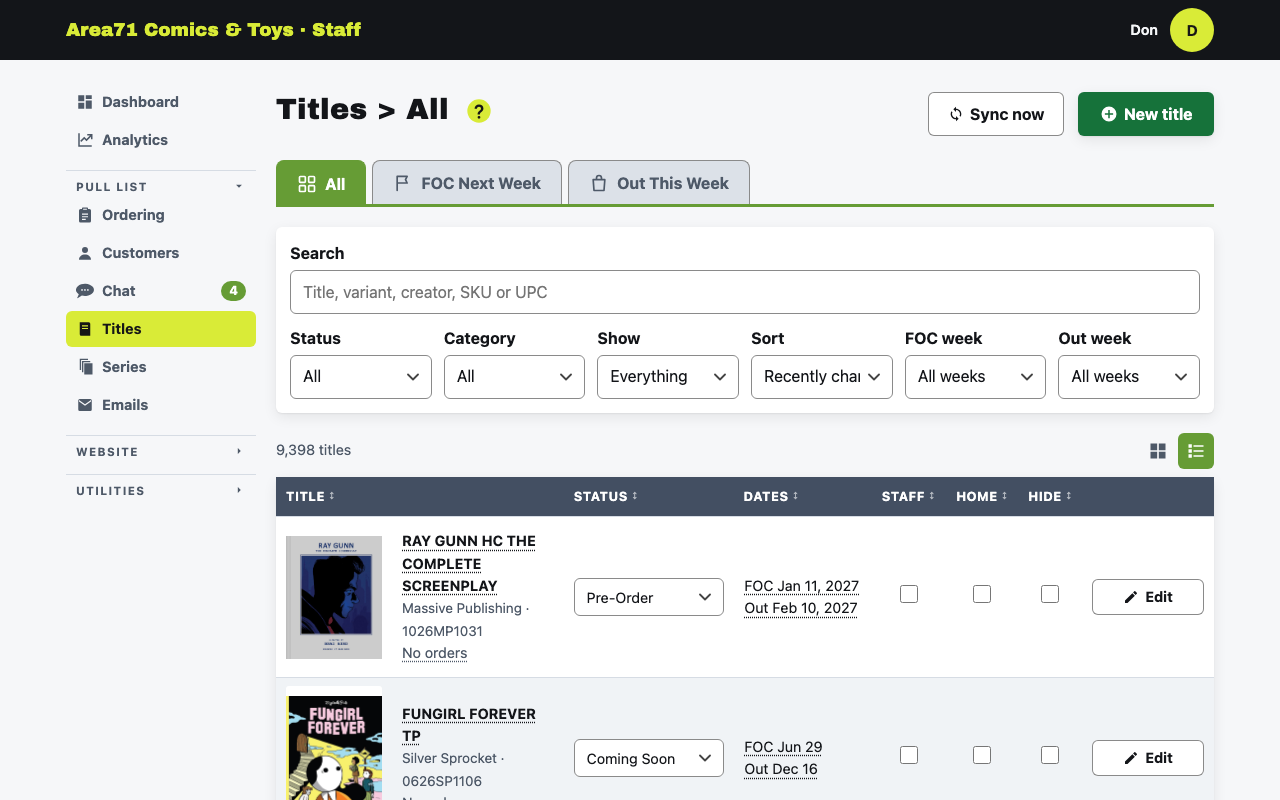 Area71 Comics & Toys · Staff
Don
D
Dashboard
Analytics
PULL LIST
Ordering
Customers
Chat
4
Titles
Series
Emails
WEBSITE
UTILITIES
Titles > All
?
Sync now
New title
All
FOC Next Week
Out This Week
Search
Title, variant, creator, SKU or UPC
Status
Category
Show
Sort
FOC week
Out week
All
All
Everything
Recently char
All weeks
All weeks
9,398 titles
TITLE
STATUS
DATES
STAFF
HOME
HIDE
RAY GUNN
RAY GUNN HC THE
COMPLETE
SCREENPLAY
Massive Publishing ·
1026MP1031
No orders
Pre-Order
FOC Jan 11, 2027
Out Feb 10, 2027
Edit
FUNGIRL
FOREVER
FUNGIRL FOREVER
TP
Silver Sprocket ·
0626SP1106
Coming Soon
FOC Jun 29
Out Dec 16
Edit